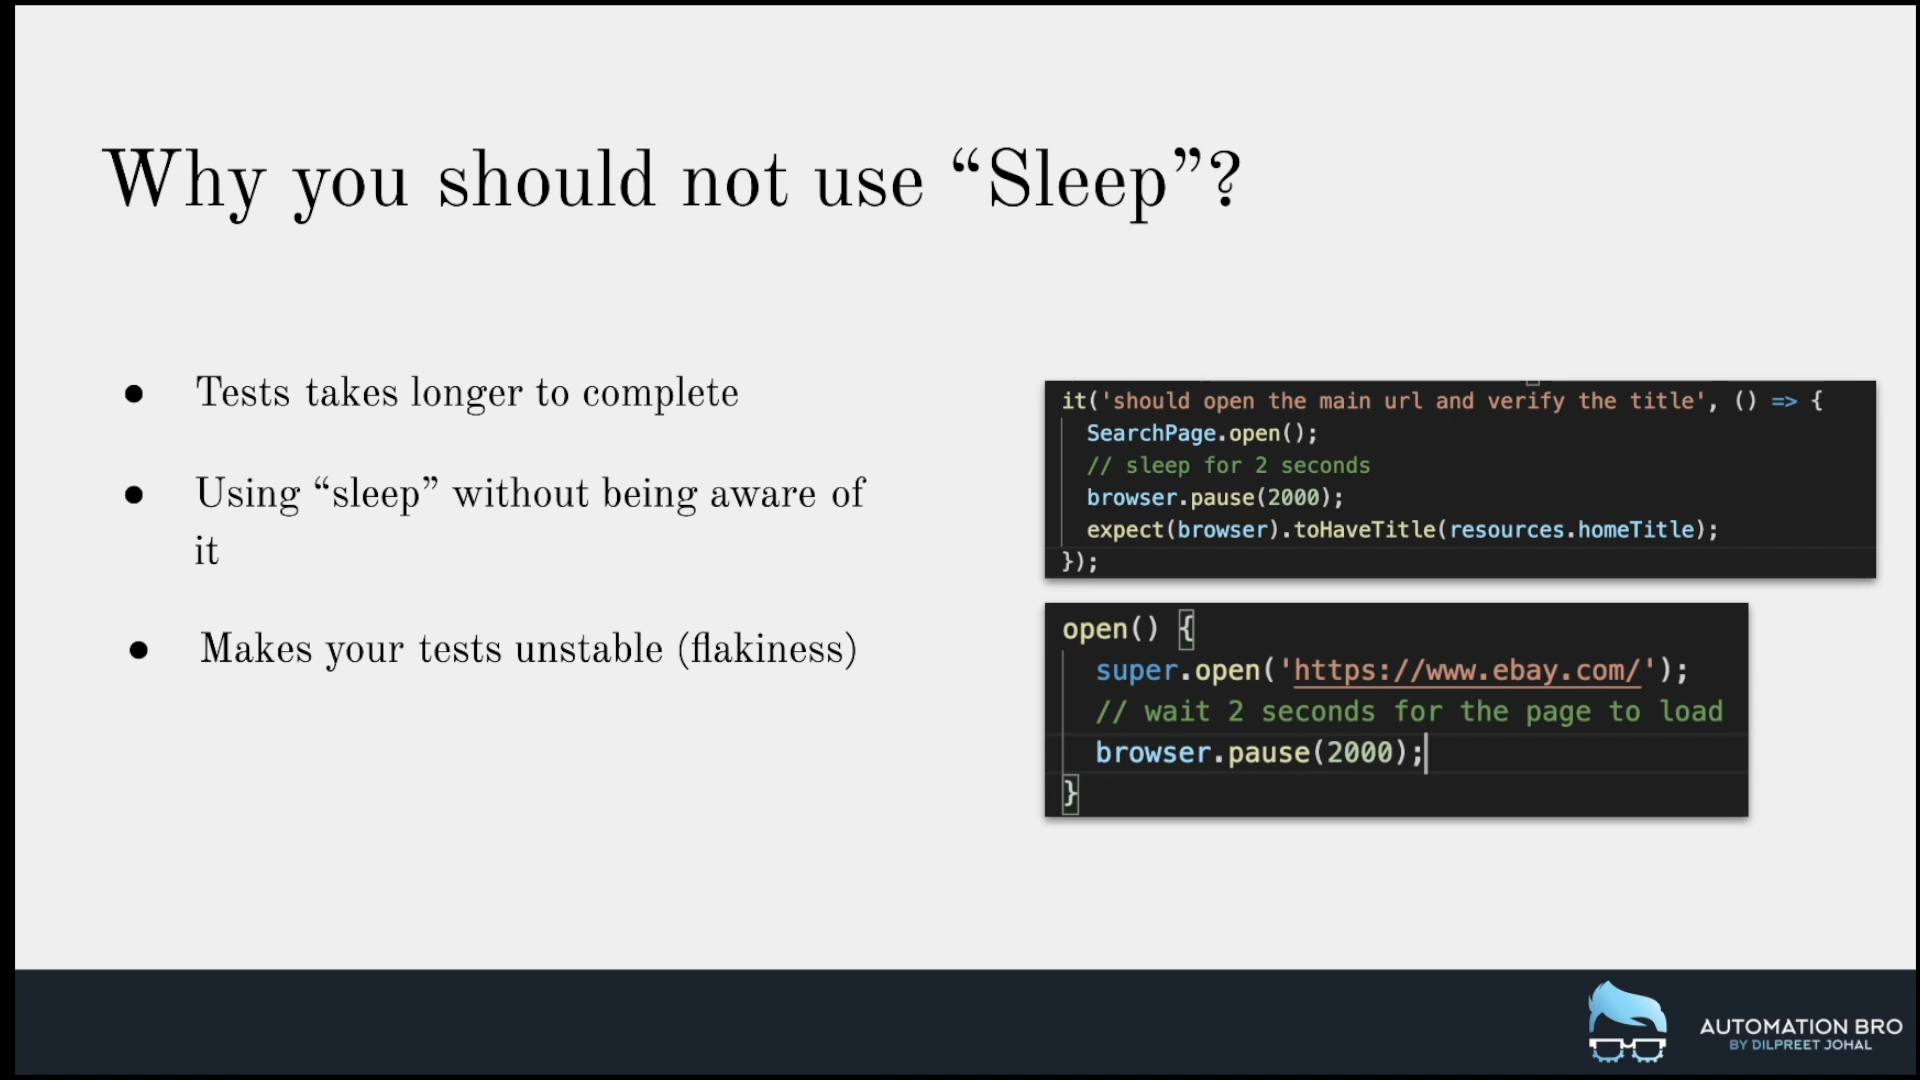 Why you should not use “Sleep”?
● Tests takes longer to complete
● Using “sleep” without being aware of
it
● Makes your tests unstable (flakiness)
it('should open the main url and verify the title', () => {
SearchPage.open();
// sleep for 2 seconds
browser.pause(2000);
expect(browser).toHaveTitle(resources.homeTitle);
});
open() {
super.open('https://www.ebay.com/');
// wait 2 seconds for the page to load
browser.pause(2000);
}
AUTOMATION BRO
BY DILPREET JOHAL